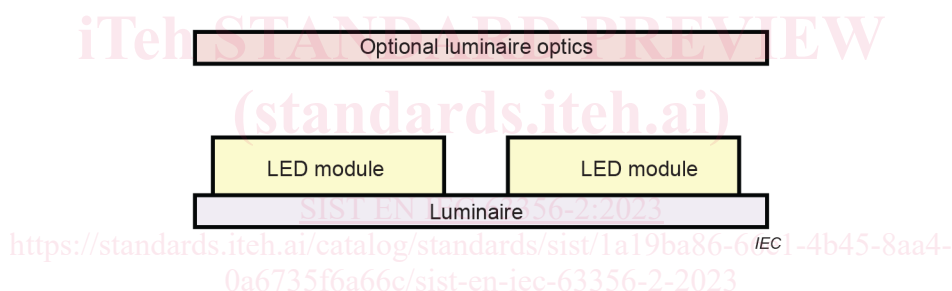 iTeh STANDARD PREVIEW
Optional luminaire optics
(standards.iteh.ai)
LED module LED module
SIST EN IEC 63356-2:2023
Luminaire
IEC
https://standards.iteh.ai/catalog/standards/sist/1a19ba86-6 1-4b45-8aa4-
0a6735f6a66c/sist-en-iec-63356-2-2023